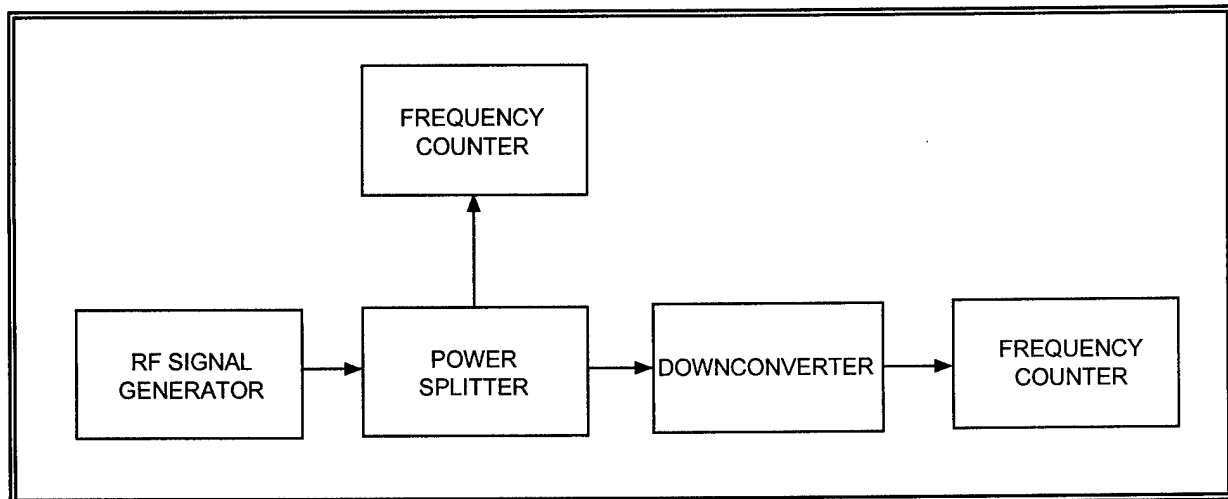 FREQUENCY
COUNTER
RF SIGNAL
GENERATOR
POWER
SPLITTER
DOWNCONVERTER
FREQUENCY
COUNTER